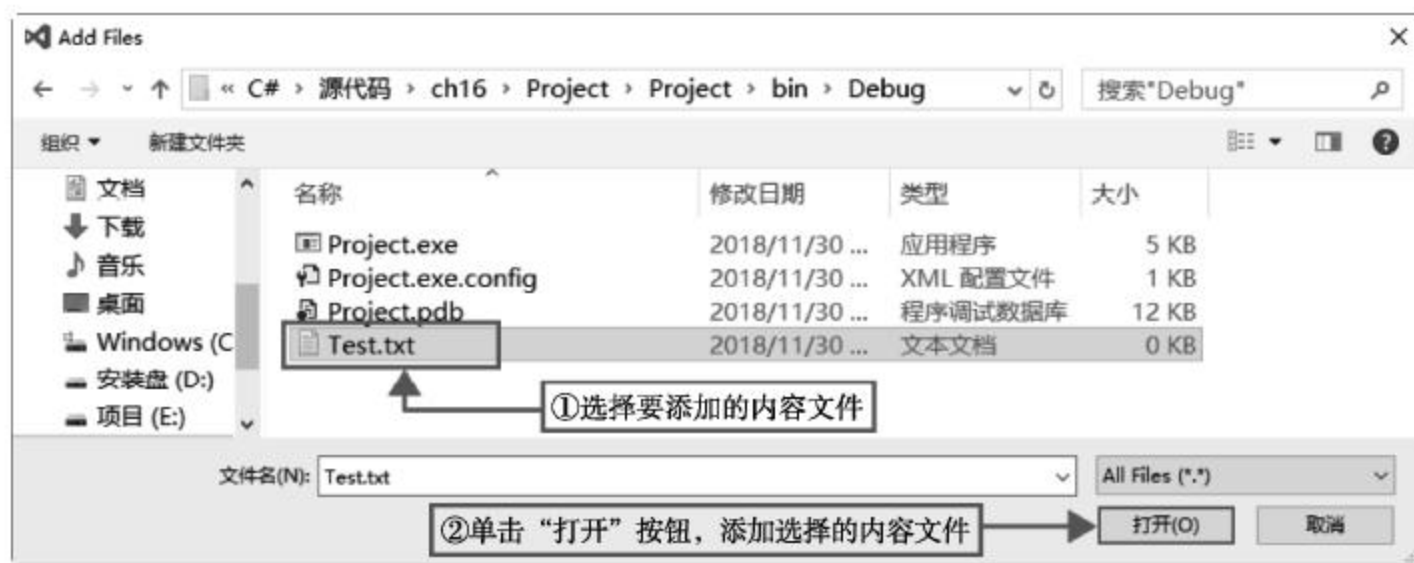 Add Files
« C# › 源代码 › ch16 › Project › Project › bin › Debug
搜索"Debug"
组织 新建文件夹
名称 修改日期 类型 大小
文档
下载
音乐
桌面
Windows (C
安装盘 (D:)
项目 (E:)
Project.exe 2018/11/30 ... 应用程序 5 KB
Project.exe.config 2018/11/30 ... XML 配置文件 1 KB
Project.pdb 2018/11/30 ... 程序调试数据库 12 KB
Test.txt 2018/11/30 ... 文本文档 0 KB
①选择要添加的内容文件
文件名(N): Test.txt All Files (*.*)
②单击“打开”按钮，添加选择的内容文件
打开(O) 取消